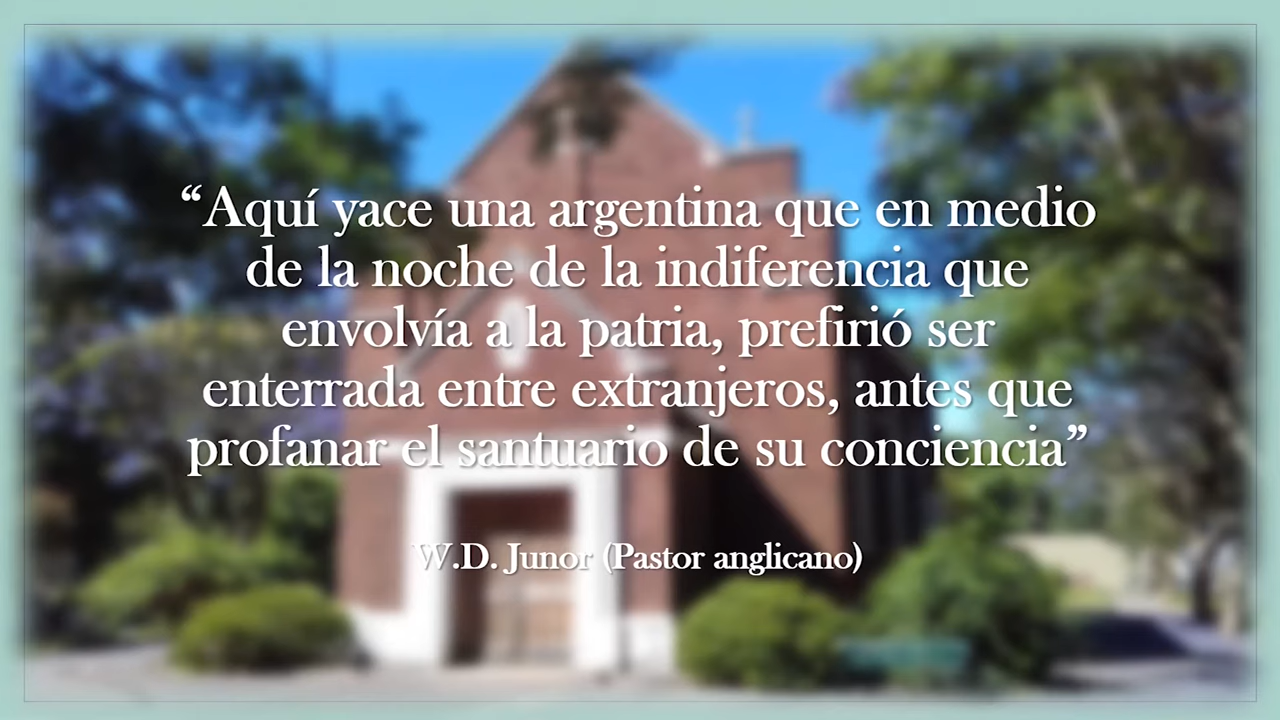 “Aquí yace una argentina que en medio
de la noche de la indiferencia que
envolvía a la patria, prefirió ser
enterrada entre extranjeros, antes que
profanar el santuario de su conciencia”
W.D. Junor (Pastor anglicano)